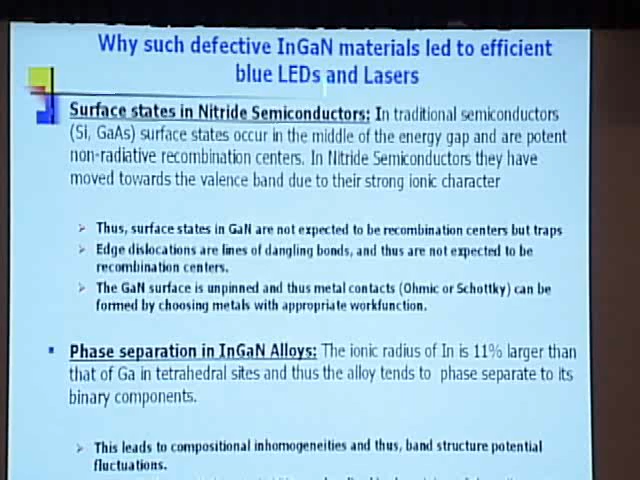 Why such defective InGaN materials led to efficient
blue LEDs and Lasers
Surface states in Nitride Semiconductors: In traditional semiconductors
(Si, GaAs) surface states occur in the middle of the energy gap and are potent
non-radiative recombination centers. In Nitride Semiconductors they have
moved towards the valence band due to their strong ionic character
Thus, surface states in GaN are not expected to be recombination centers but traps
Edge dislocations are lines of dangling bonds, and thus are not expected to be
recombination centers.
The GaN surface is unpinned and thus metal contacts (Ohmic or Schottky) can be
formed by choosing metals with appropriate workfunction.
Phase separation in InGaN Alloys: The ionic radius of In is 11% larger than
that of Ga in tetrahedral sites and thus the alloy tends to phase separate to its
binary components.
This leads to compositional inhomogeneities and thus, band structure potential
fluctuations.